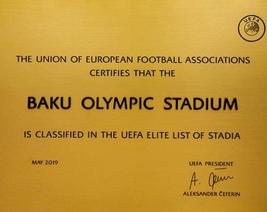 UEFA
THE UNION OF EUROPEAN FOOTBALL ASSOCIATIONS
CERTIFIES THAT THE
BAKU OLYMPIC STADIUM
IS CLASSIFIED IN THE UEFA ELITE LIST OF STADIA
MAY 2019
UEFA PRESIDENT
A. Čeferin
ALEKSANDER ČEFERIN